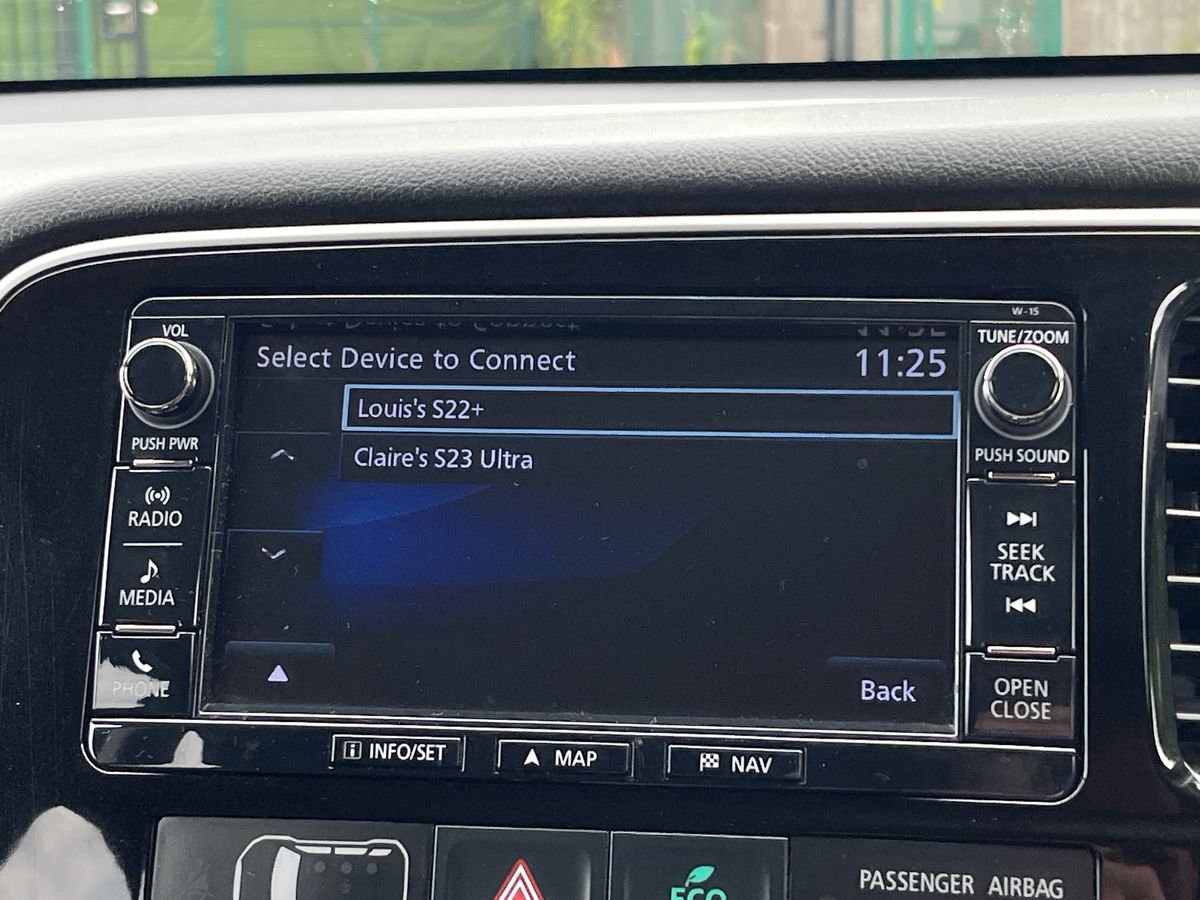 W-15
VOL
TUNE/ZOOM
Select Device to Connect
11:25
Louis's S22+
PUSH PWR
PUSH SOUND
Claire's S23 Ultra
RADIO
SEEK
TRACK
MEDIA
PHONE
Back
OPEN
CLOSE
INFO/SET
MAP
NAV
ECO
PASSENGER AIRBAG